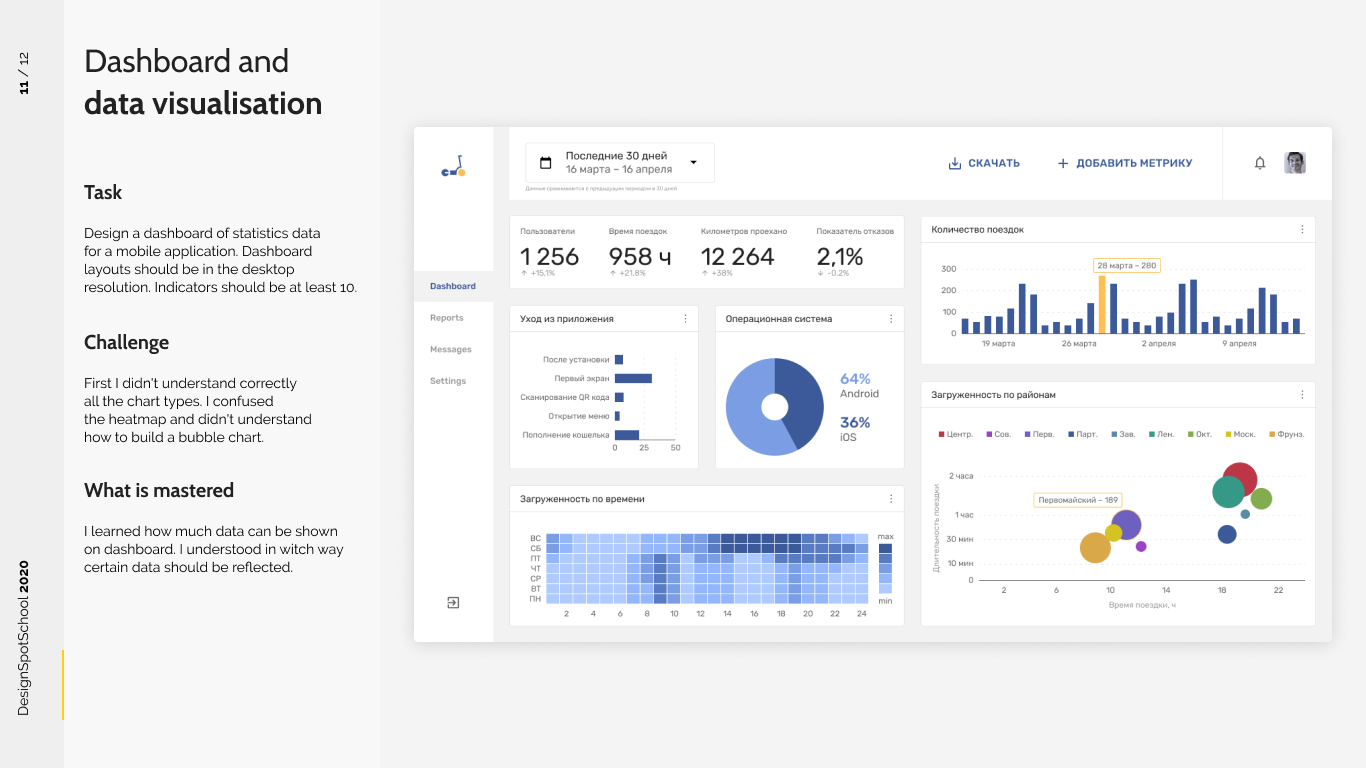 11 / 12
DesignSpotSchool 2020
Dashboard and
data visualisation
Task
Design a dashboard of statistics data
for a mobile application. Dashboard
layouts should be in the desktop
resolution. Indicators should be at least 10.
Challenge
First I didn't understand correctly
all the chart types. I confused
the heatmap and didn't understand
how to build a bubble chart.
What is mastered
I learned how much data can be shown
on dashboard. I understood in witch way
certain data should be reflected.
Dashboard
Reports
Messages
Settings
Последние 30 дней
16 марта – 16 апреля
Данные сравниваются с предыдущим периодом в 30 дней
СКАЧАТЬ
ДОБАВИТЬ МЕТРИКУ
Пользователи
1 256
↑ +15,1%
Время поездок
958 ч
↑ +21,8%
Километров проехано
12 264
↑ +38%
Показатель отказов
2,1%
↓ -0.2%
Количество поездок
28 марта – 280
300
200
100
0
19 марта
26 марта
2 апреля
9 апреля
Уход из приложения
После установки
Первый экран
Сканирование QR кода
Открытие меню
Пополнение кошелька
0 25 50
Операционная система
64%
Android
36%
iOS
Загруженность по времени
ВС
СБ
ПТ
ЧТ
СР
ВТ
ПН
2 4 6 8 10 12 14 16 18 20 22 24
max
min
Загруженность по районам
Центр. Сов. Перв. Парт. Зав. Лен. Окт. Моск. Фрунз.
Длительность поездки
2 часа
1 час
30 мин
10 мин
0
Первомайский – 189
2 6 10 14 18 22
Время поездки, ч